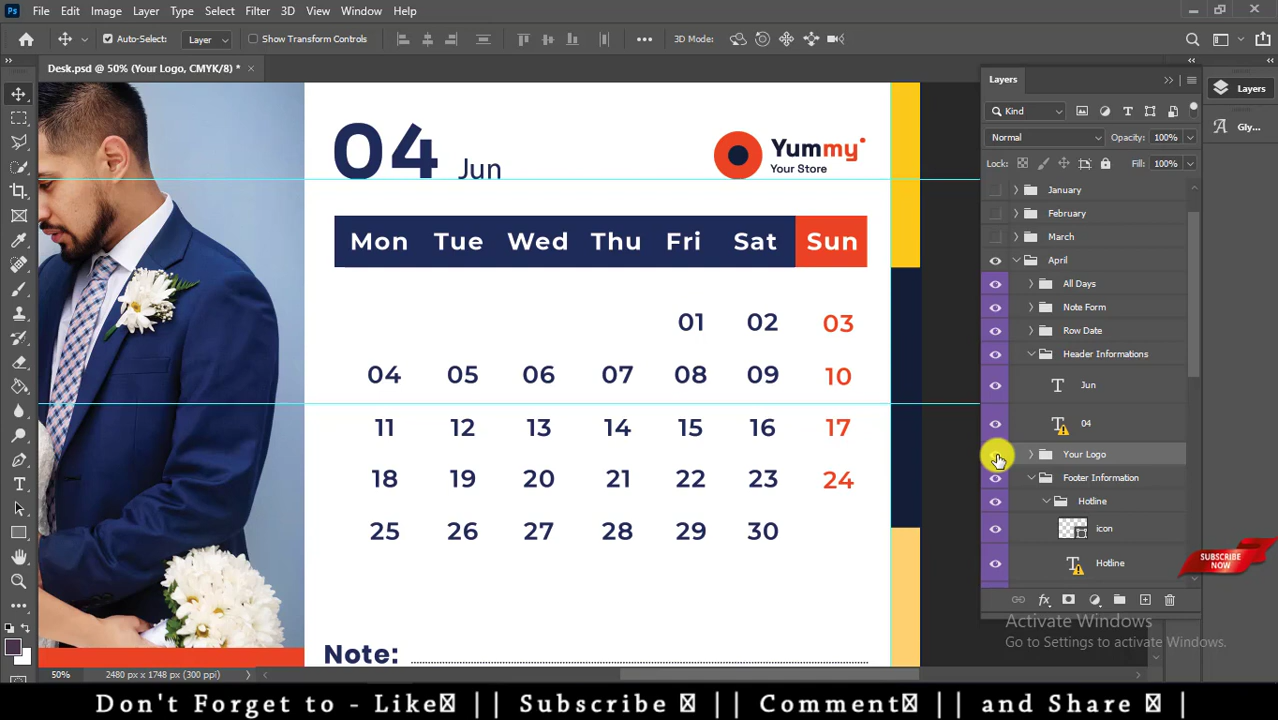 Ps File Edit Image Layer Type Select Filter 3D View Window Help
Auto-Select: Layer Show Transform Controls 3D Mode:
Desk.psd @ 50% (Your Logo, CMYK/8) *
04 Jun
Yummy
Your Store
Mon Tue Wed Thu Fri Sat Sun
01 02 03
04 05 06 07 08 09 10
11 12 13 14 15 16 17
18 19 20 21 22 23 24
25 26 27 28 29 30
Note:
Layers
Kind
Normal Opacity: 100%
Lock: Fill: 100%
January
February
March
April
All Days
Note Form
Row Date
Header Informations
Jun
04
Your Logo
Footer Information
Hotline
icon
Hotline
Layers
Gly...
SUBSCRIBE
NOW
Activate Windows
Go to Settings to activate Windows.
50% 2480 px x 1748 px (300 ppi)
Don't Forget to - Like || Subscribe || Comment || and Share |